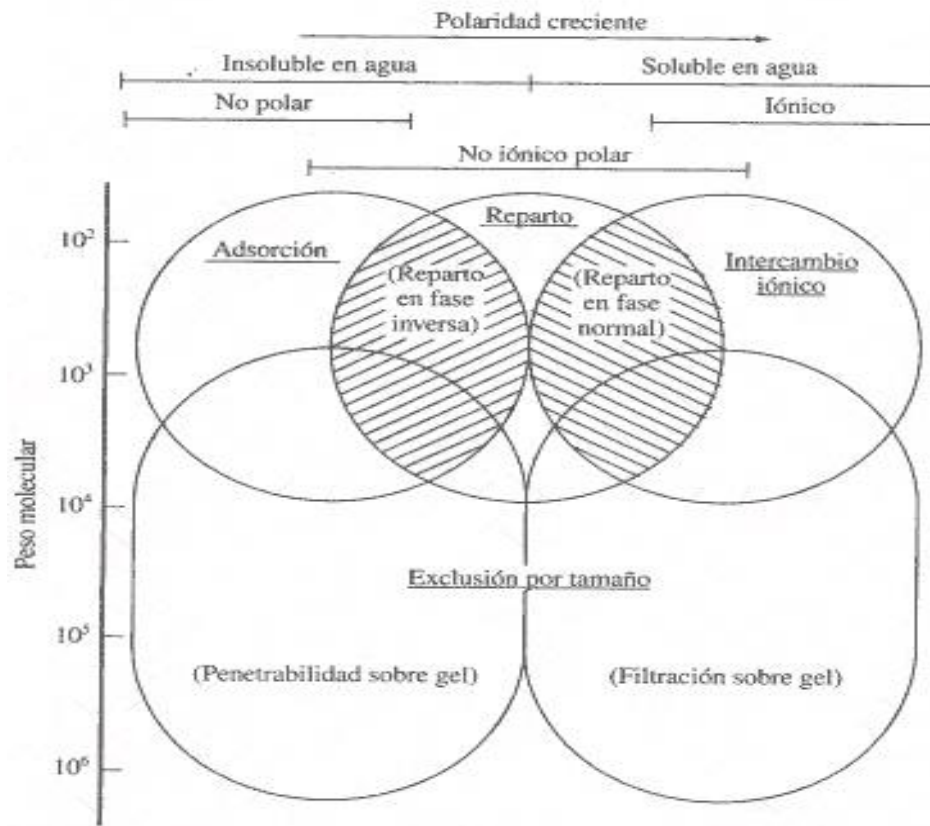 Polaridad creciente
Insoluble en agua
Soluble en agua
No polar
Iónico
No iónico polar
Peso molecular
10²
10³
10⁴
10⁵
10⁶
Adsorción
Reparto
(Reparto
en fase
inversa)
(Reparto
en fase
normal)
Intercambio
iónico
Exclusión por tamaño
(Penetrabilidad sobre gel)
(Filtración sobre gel)